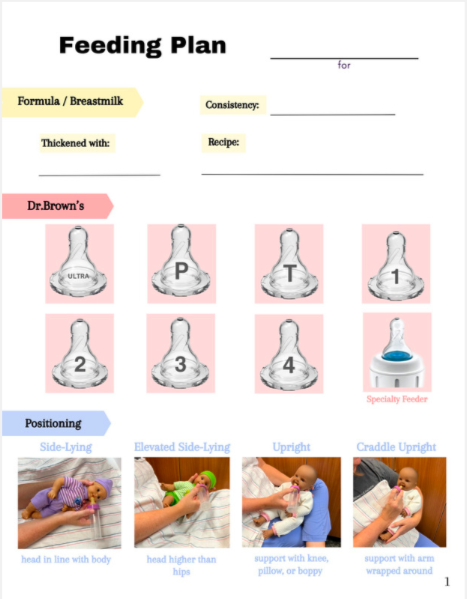 Feeding Plan
for
Formula / Breastmilk
Consistency:
Thickened with:
Recipe:
Dr.Brown's
ULTRA
P
T
1
2
3
4
Specialty Feeder
Positioning
Side-Lying
Elevated Side-Lying
Upright
Craddle Upright
head in line with body
head higher than
hips
support with knee,
pillow, or boppy
support with arm
wrapped around
1